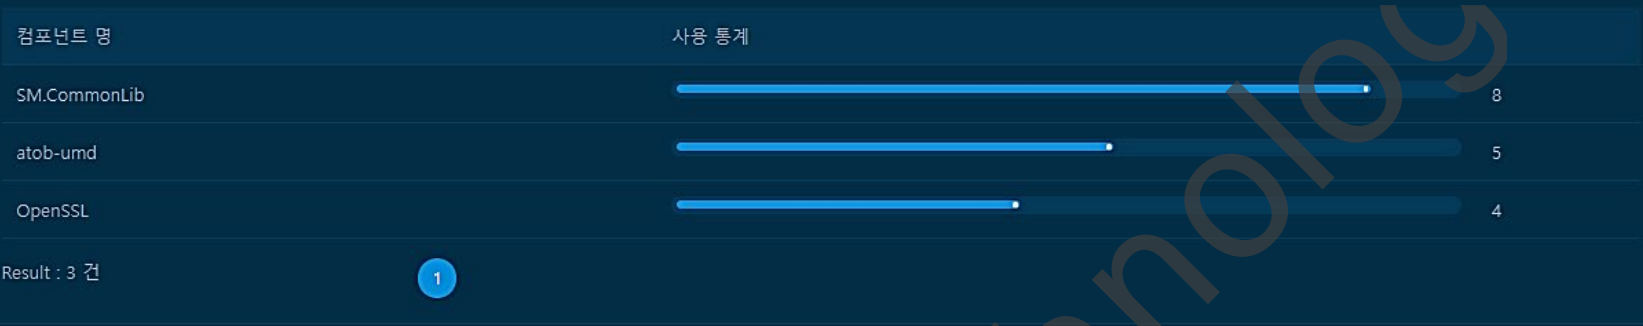 컴포넌트 명 사용 통계
SM.CommonLib 8
atob-umd 5
OpenSSL 4
Result : 3 건 1
nolog